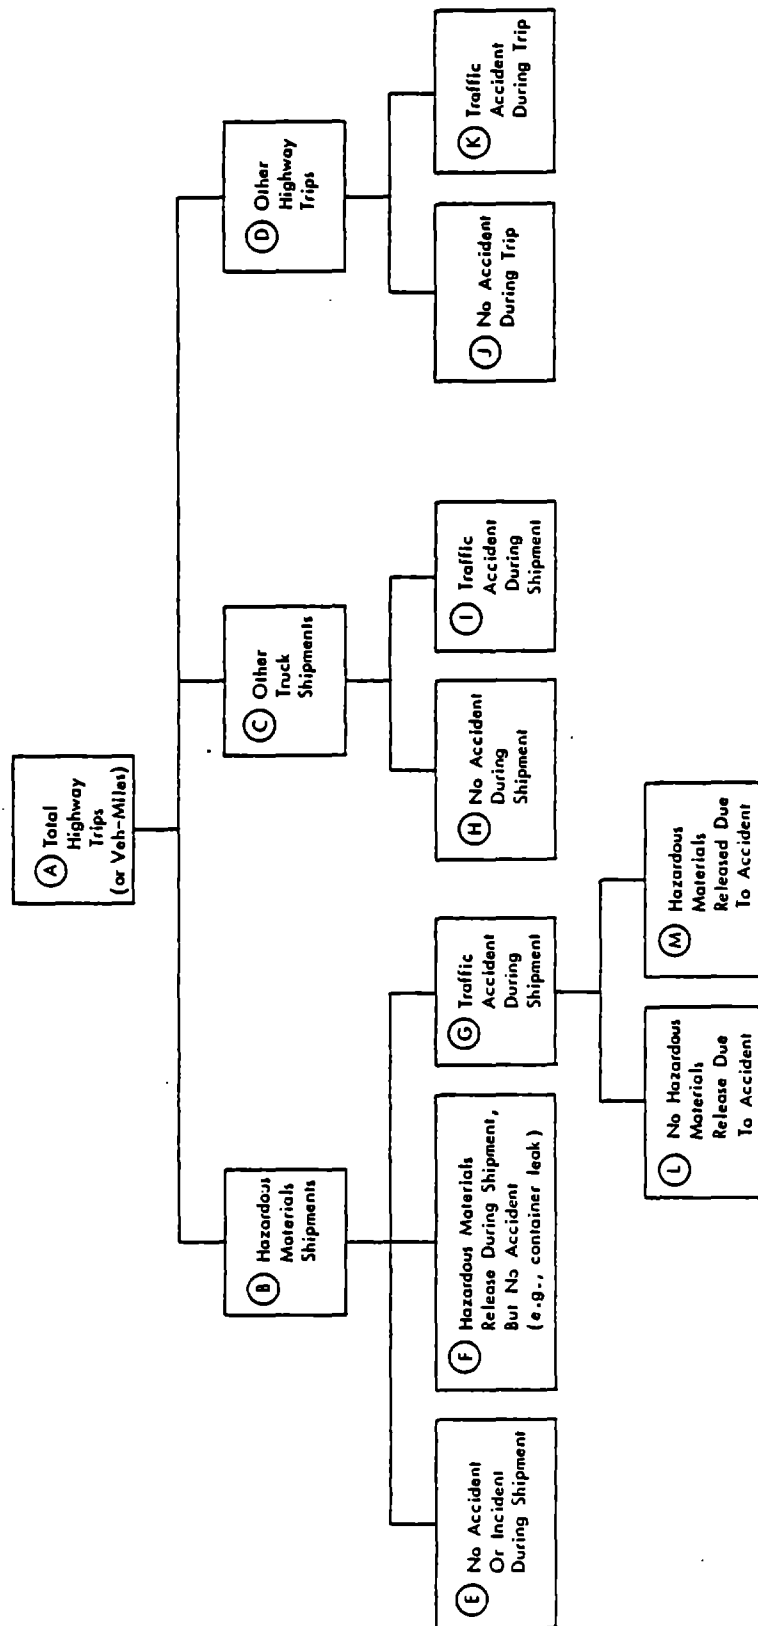 A Total
Highway
Trips
(or Veh-Miles)
B Hazardous
Materials
Shipments
C Other
Truck
Shipments
D Other
Highway
Trips
E No Accident
Or Incident
During Shipment
F Hazardous Materials
Release During Shipment,
But No Accident
(e.g., container leak)
G Traffic
Accident
During
Shipment
H No Accident
During
Shipment
I Traffic
Accident
During
Shipment
J No Accident
During Trip
K Traffic
Accident
During Trip
L No Hazardous
Materials
Release Due
To Accident
M Hazardous
Materials
Released Due
To Accident